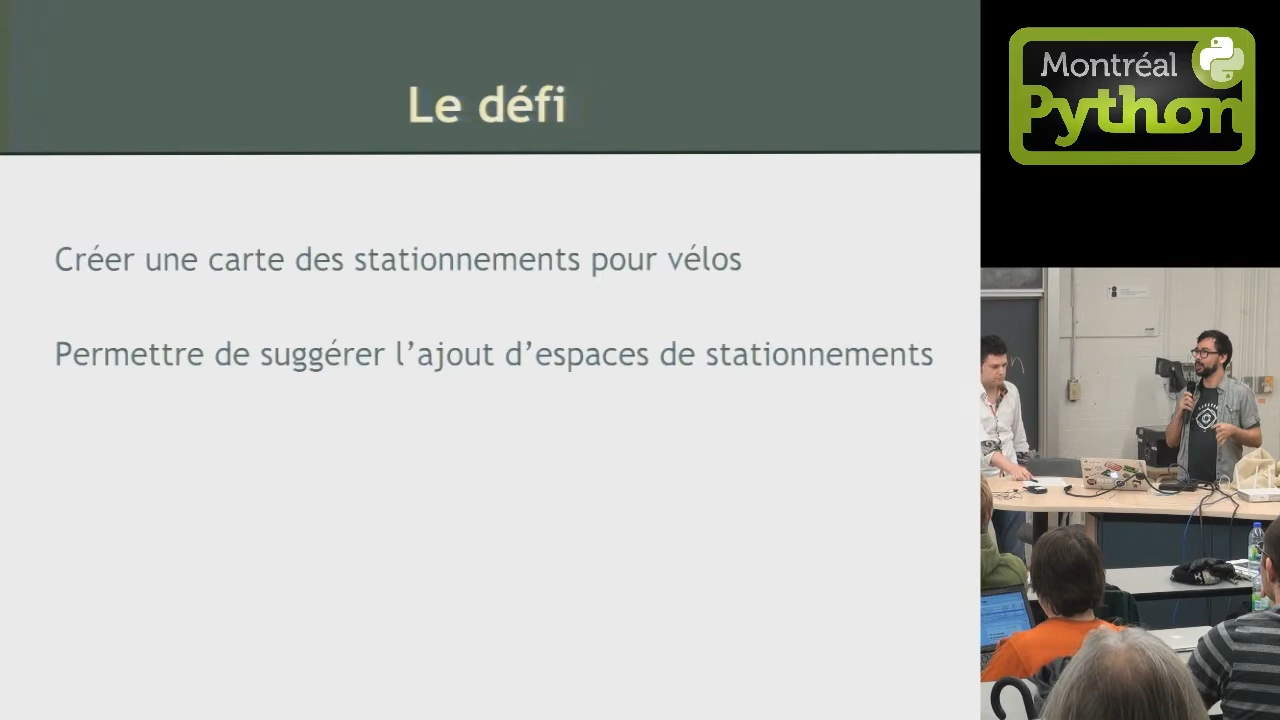 Le défi
Créer une carte des stationnements pour vélos
Permettre de suggérer l'ajout d'espaces de stationnements
Montréal
Python